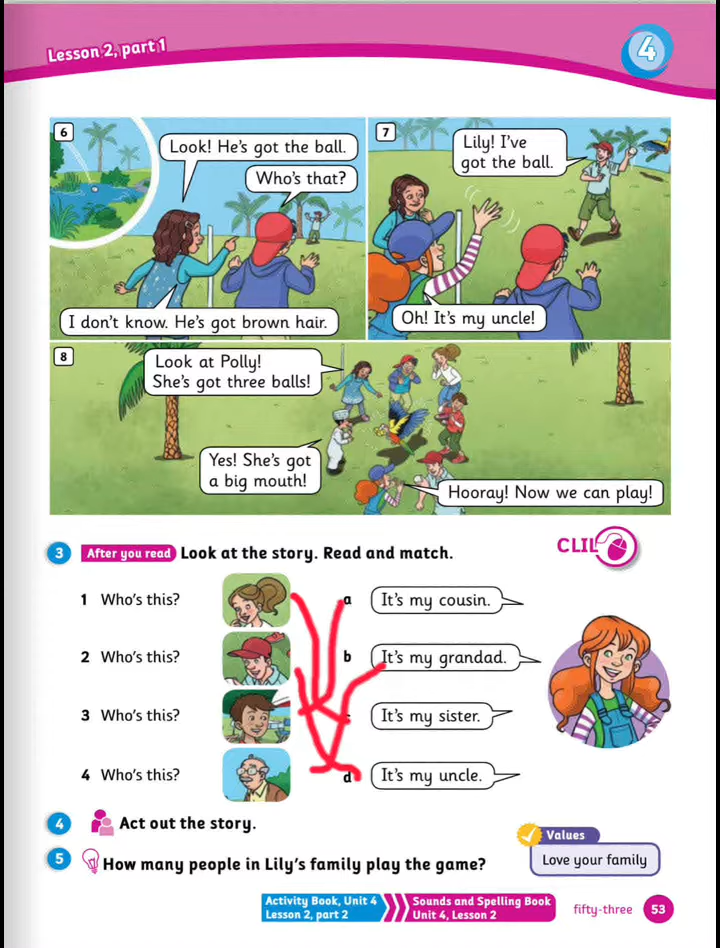 Lesson 2, part 1
4
6
Look! He's got the ball.
Who's that?
I don't know. He's got brown hair.
7
Lily! I've
got the ball.
Oh! It's my uncle!
8
Look at Polly!
She's got three balls!
Yes! She's got
a big mouth!
Hooray! Now we can play!
3 After you read Look at the story. Read and match.
CLIL
1 Who's this?
a It's my cousin.
2 Who's this?
b It's my grandad.
3 Who's this?
It's my sister.
4 Who's this?
d It's my uncle.
4 Act out the story.
5 How many people in Lily's family play the game?
Values
Love your family
Activity Book, Unit 4
Lesson 2, part 2
Sounds and Spelling Book
Unit 4, Lesson 2
fifty-three 53